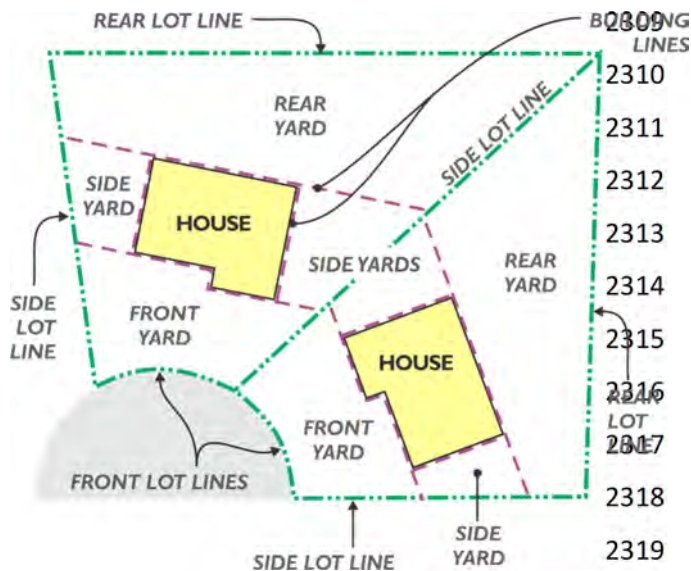 REAR LOT LINE
BUILDING
LINES
2309
2310
REAR
YARD
2311
SIDE LOT LINE
2312
SIDE
YARD
HOUSE
2313
SIDE YARDS
REAR
YARD
2314
SIDE
LOT
LINE
FRONT
YARD
2315
HOUSE
2316
REAR
LOT
LINE
FRONT
YARD
2317
FRONT LOT LINES
2318
SIDE LOT LINE
SIDE
YARD
2319